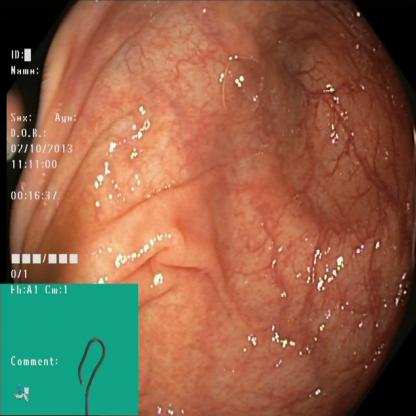 ID:
Name:
Sex: Age:
D.O.B.:
02/10/2013
11:11:00
00:16:37
■■■/■■■
0/1
Eh:A1 Cm:1
Comment: